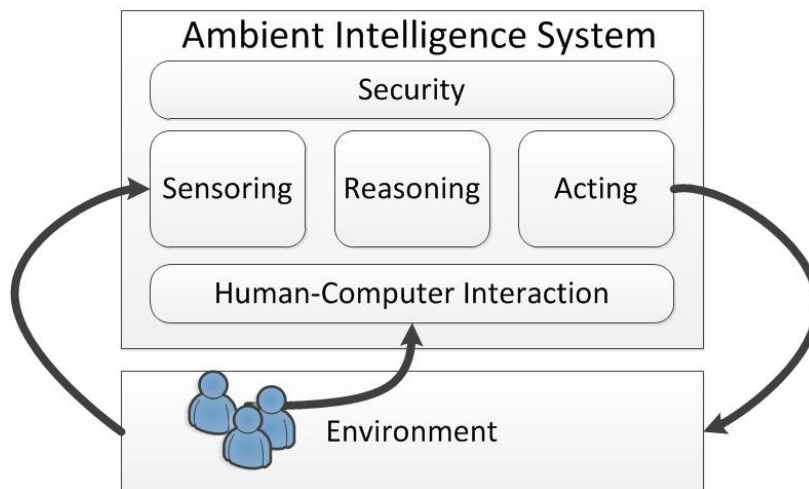 Ambient Intelligence System
Security
Sensoring
Reasoning
Acting
Human-Computer Interaction
Environment